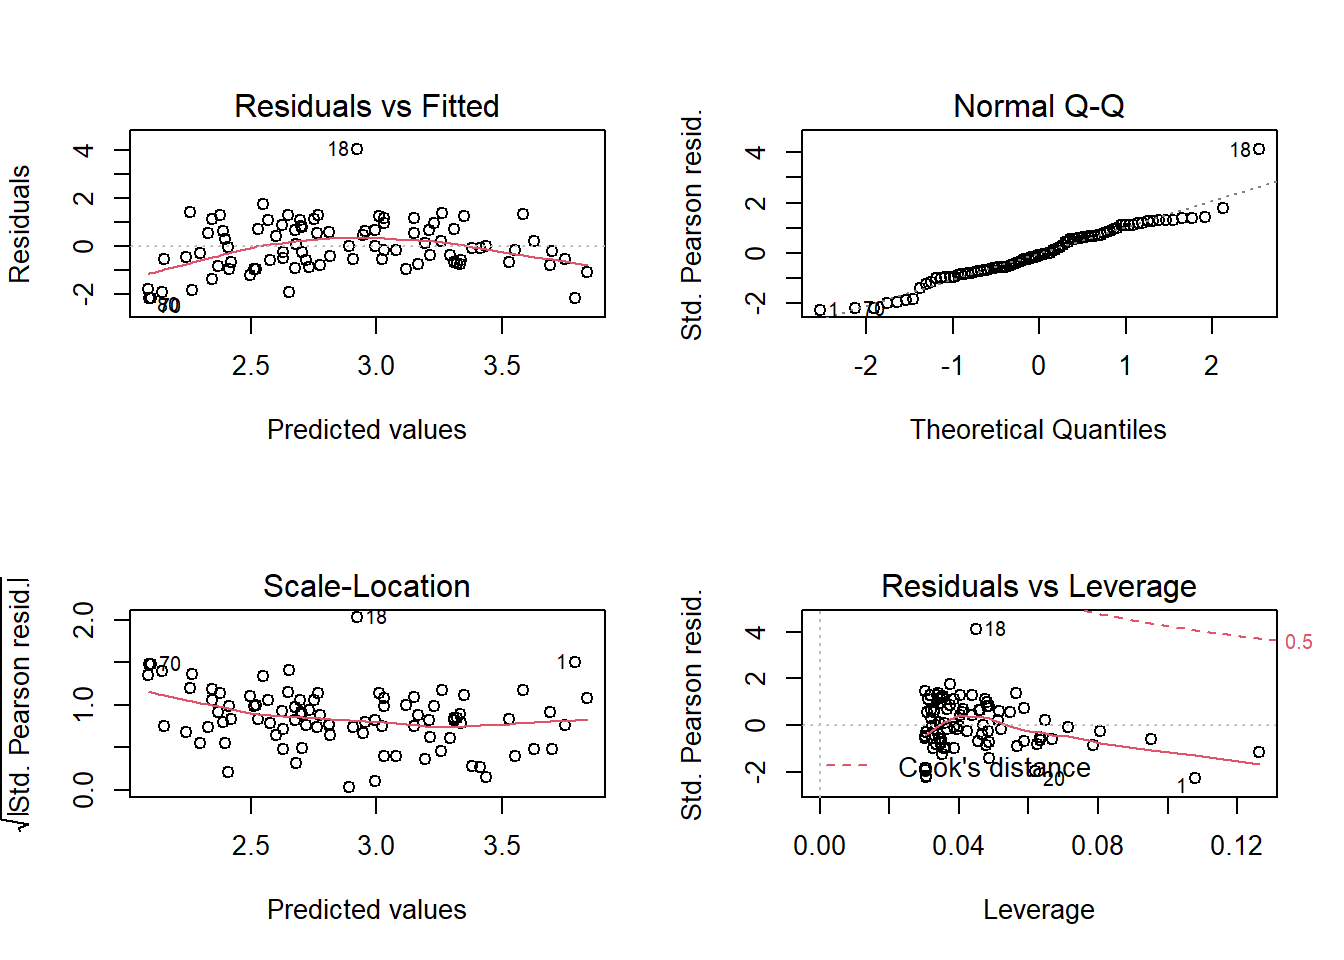 Residuals vs Fitted
Residuals
4
2
0
-2
18
80
70
2.5 3.0 3.5
Predicted values
Normal Q-Q
Std. Pearson resid.
4
2
0
-2
18
1
70
-2 -1 0 1 2
Theoretical Quantiles
Scale-Location
√|Std. Pearson resid.|
2.0
1.0
0.0
18
70
1
2.5 3.0 3.5
Predicted values
Residuals vs Leverage
Std. Pearson resid.
4
2
0
-2
18
0.5
Cook's distance
20
1
0.00 0.04 0.08 0.12
Leverage